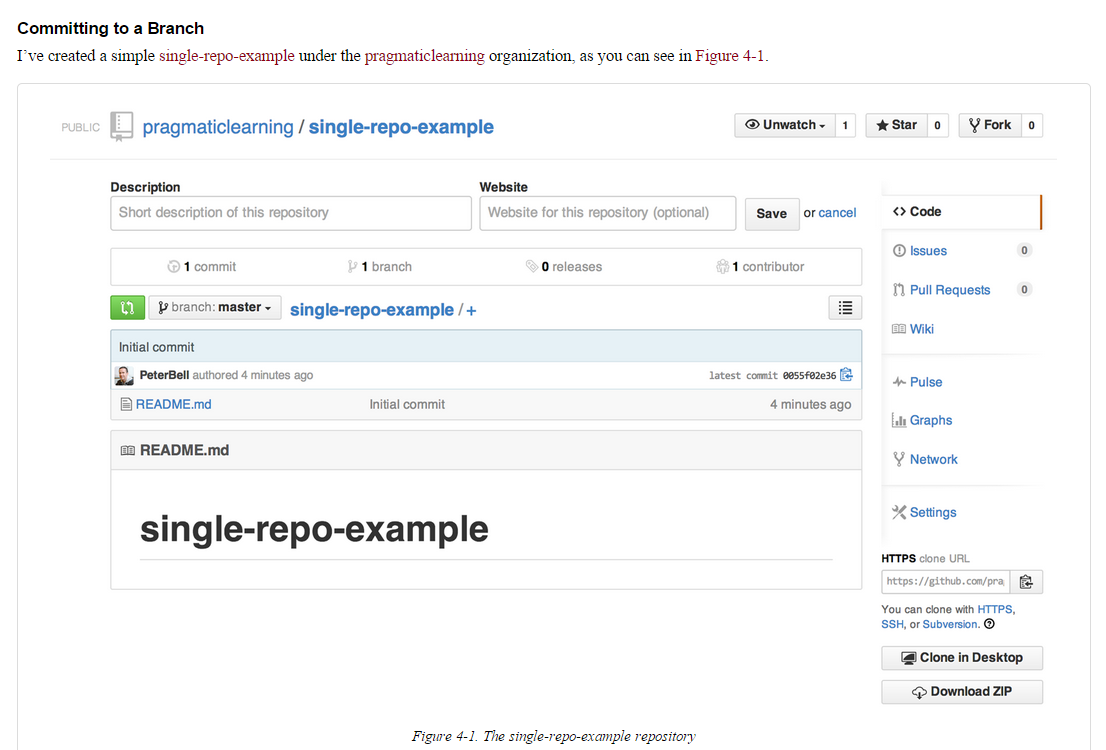 Committing to a Branch
I’ve created a simple single-repo-example under the pragmaticlearning organization, as you can see in Figure 4-1.
PUBLIC pragmaticlearning / single-repo-example Unwatch 1 Star 0 Fork 0
Description Website
Short description of this repository Website for this repository (optional) Save or cancel
Code
1 commit 1 branch 0 releases 1 contributor
Issues 0
Pull Requests 0
branch: master single-repo-example / +
Wiki
Initial commit
PeterBell authored 4 minutes ago latest commit 0055f02e36
Pulse
README.md Initial commit 4 minutes ago
Graphs
README.md
Network
single-repo-example
Settings
HTTPS clone URL
https://github.com/pra
You can clone with HTTPS,
SSH, or Subversion.
Clone in Desktop
Download ZIP
Figure 4-1. The single-repo-example repository